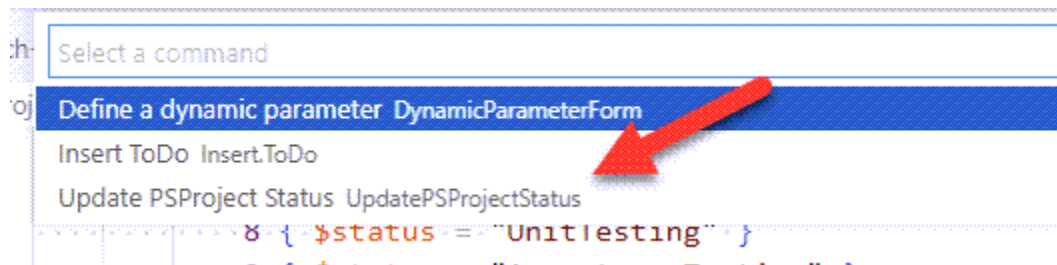 Select a command
Define a dynamic parameter DynamicParameterForm
Insert ToDo Insert.ToDo
Update PSProject Status UpdatePSProjectStatus
8 { $status = "UnitTesting" }